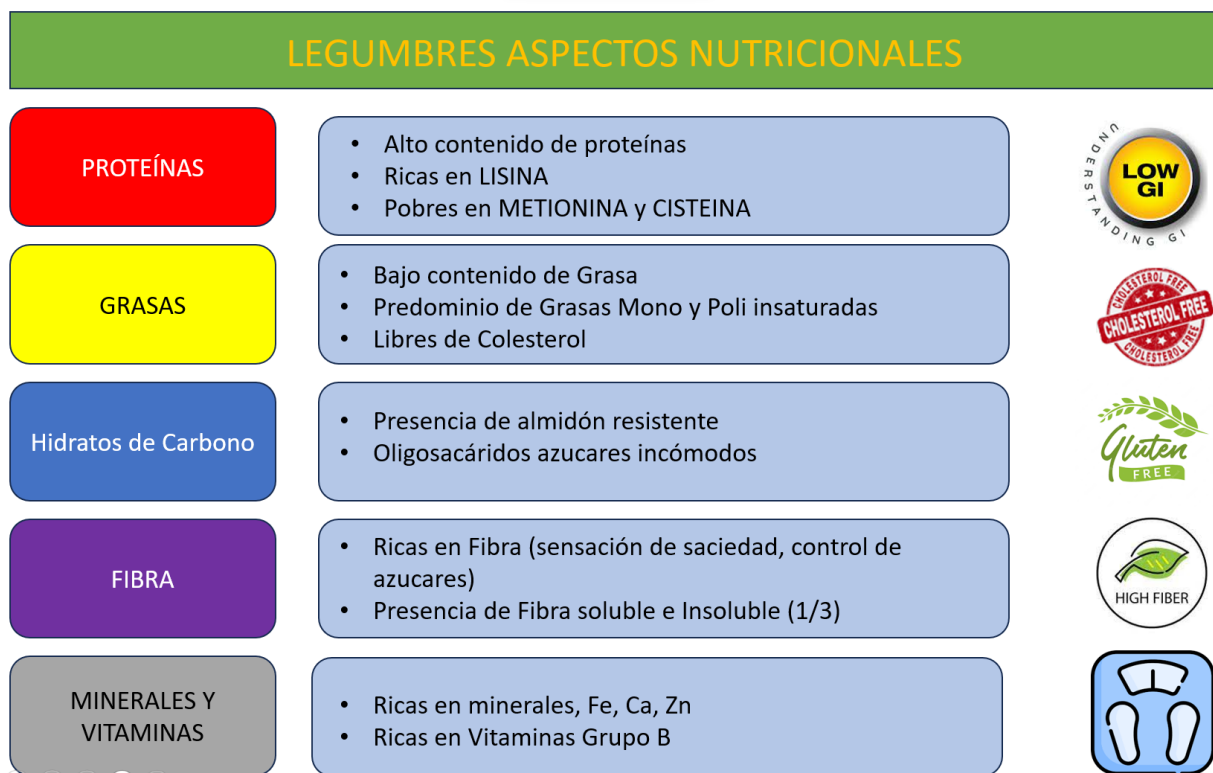 LEGUMBRES ASPECTOS NUTRICIONALES
PROTEÍNAS
• Alto contenido de proteínas
• Ricas en LISINA
• Pobres en METIONINA y CISTEINA
UNDERSTANDING GI
LOW
GI
GRASAS
• Bajo contenido de Grasa
• Predominio de Grasas Mono y Poli insaturadas
• Libres de Colesterol
CHOLESTEROL FREE
CHOLESTEROL FREE
CHOLESTEROL FREE
Hidratos de Carbono
• Presencia de almidón resistente
• Oligosacáridos azucares incómodos
Gluten
FREE
FIBRA
• Ricas en Fibra (sensación de saciedad, control de
azucares)
• Presencia de Fibra soluble e Insoluble (1/3)
HIGH FIBER
MINERALES Y
VITAMINAS
• Ricas en minerales, Fe, Ca, Zn
• Ricas en Vitaminas Grupo B